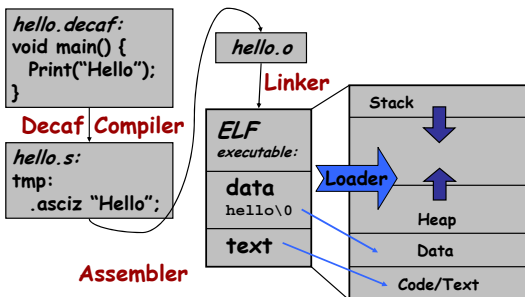 hello.decaf:
void main() {
Print(“Hello”);
}
Decaf Compiler
hello.s:
tmp:
.asciz “Hello”;
Assembler
hello.o
Linker
ELF
executable:
data
hello\0
text
Loader
Stack
Heap
Data
Code/Text